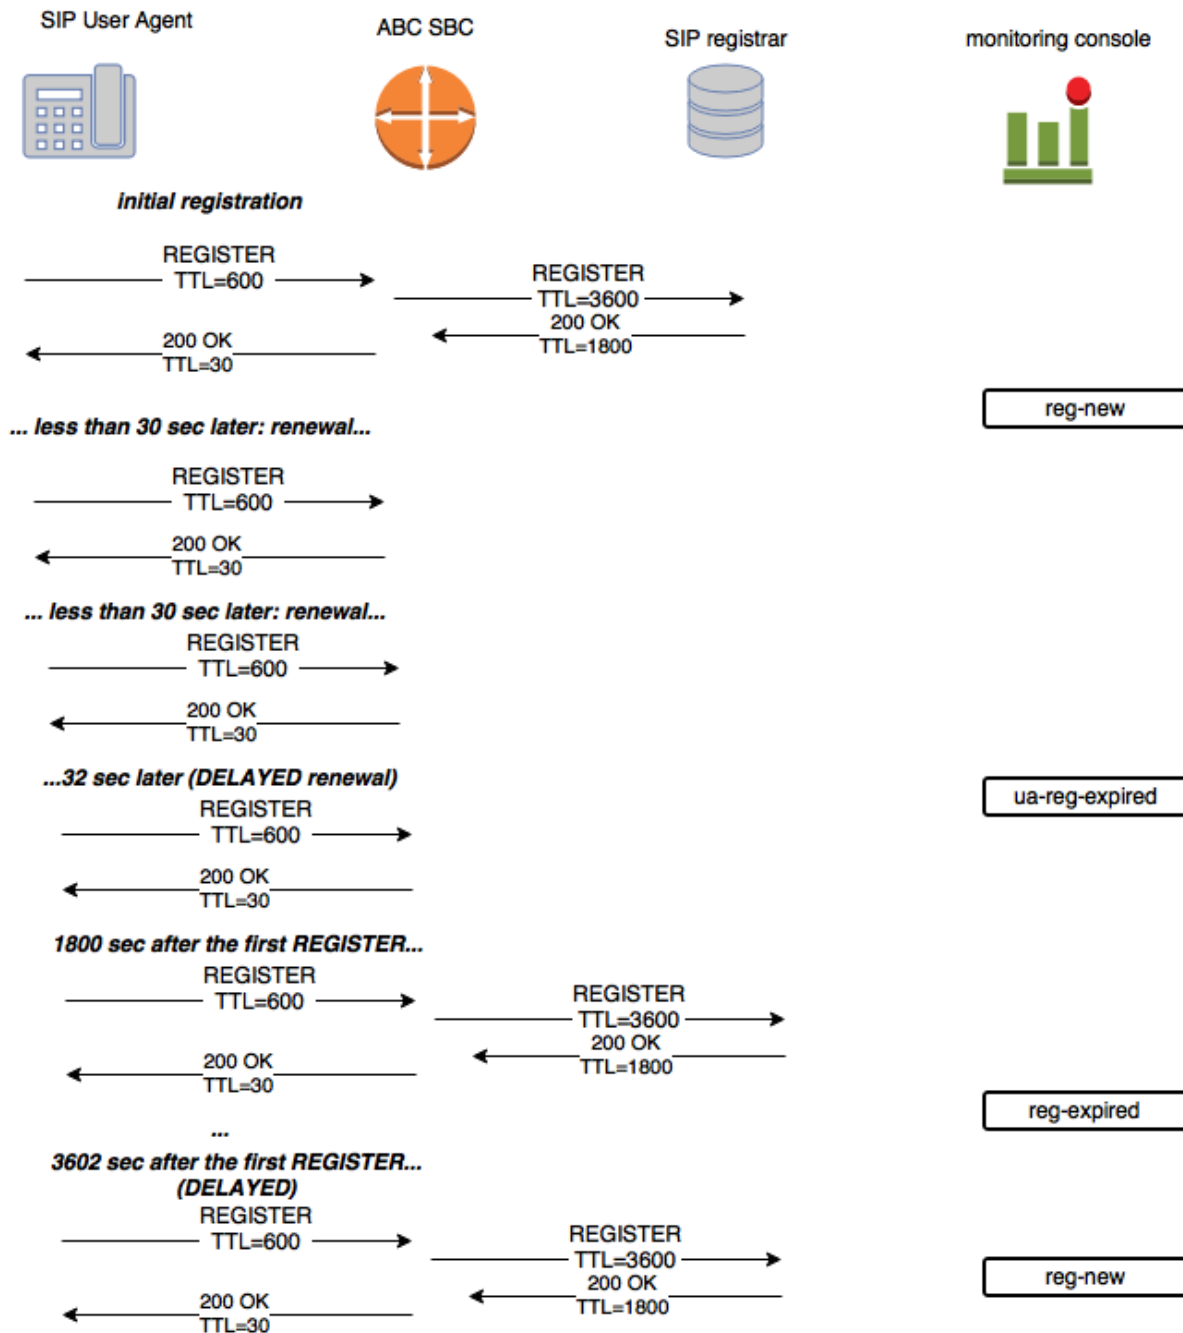 SIP User Agent
ABC SBC
SIP registrar
monitoring console
initial registration
REGISTER
TTL=600
REGISTER
TTL=3600
200 OK
TTL=1800
200 OK
TTL=30
reg-new
... less than 30 sec later: renewal...
REGISTER
TTL=600
200 OK
TTL=30
... less than 30 sec later: renewal...
REGISTER
TTL=600
200 OK
TTL=30
...32 sec later (DELAYED renewal)
ua-reg-expired
REGISTER
TTL=600
200 OK
TTL=30
1800 sec after the first REGISTER...
REGISTER
TTL=600
REGISTER
TTL=3600
200 OK
TTL=1800
200 OK
TTL=30
reg-expired
...
3602 sec after the first REGISTER...
(DELAYED)
REGISTER
TTL=600
REGISTER
TTL=3600
200 OK
TTL=1800
reg-new
200 OK
TTL=30